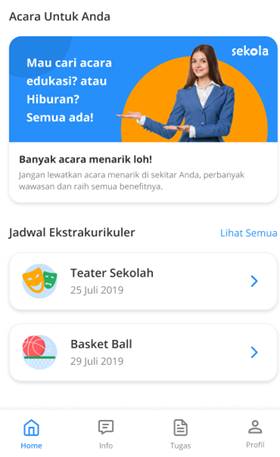 Acara Untuk Anda
sekola
Mau cari acara
edukasi? atau
Hiburan?
Semua ada!
Banyak acara menarik loh!
Jangan lewatkan acara menarik di sekitar Anda, perbanyak
wawasan dan raih semua benefitnya.
Jadwal Ekstrakurikuler
Lihat Semua
Teater Sekolah
25 Juli 2019
Basket Ball
29 Juli 2019
Home
Info
Tugas
Profil